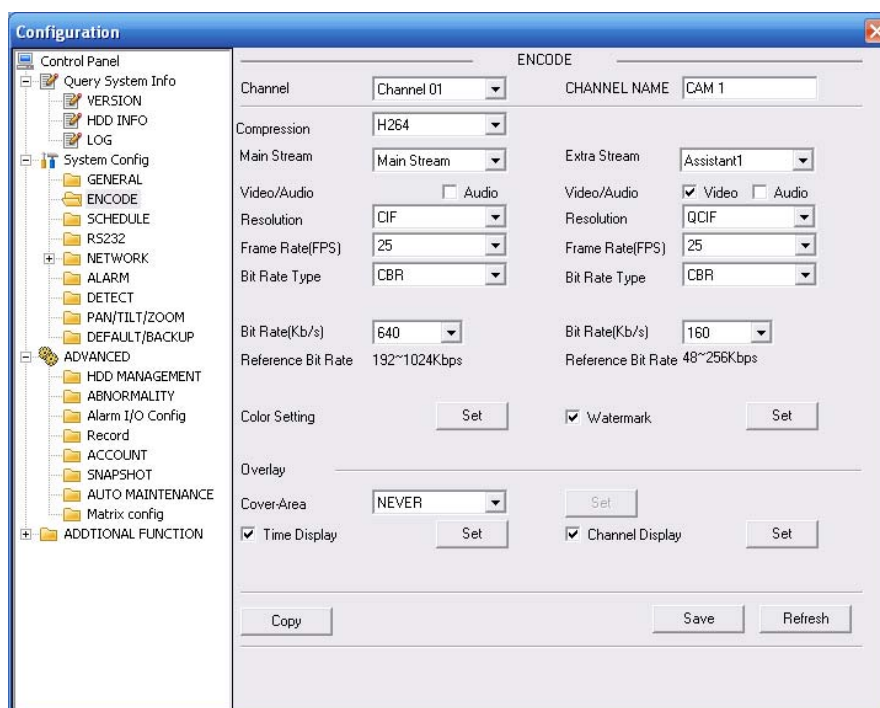 Configuration
Control Panel
Query System Info
VERSION
HDD INFO
LOG
System Config
GENERAL
ENCODE
SCHEDULE
RS232
NETWORK
ALARM
DETECT
PAN/TILT/ZOOM
DEFAULT/BACKUP
ADVANCED
HDD MANAGEMENT
ABNORMALITY
Alarm I/O Config
Record
ACCOUNT
SNAPSHOT
AUTO MAINTENANCE
Matrix config
ADDTIONAL FUNCTION
ENCODE
Channel Channel 01 CHANNEL NAME CAM 1
Compression H264
Main Stream Main Stream Extra Stream Assistant1
Video/Audio Audio Video/Audio Video Audio
Resolution CIF Resolution QCIF
Frame Rate(FPS) 25 Frame Rate(FPS) 25
Bit Rate Type CBR Bit Rate Type CBR
Bit Rate(Kb/s) 640 Bit Rate(Kb/s) 160
Reference Bit Rate 192~1024Kbps Reference Bit Rate 48~256Kbps
Color Setting Set Watermark Set
Overlay
Cover-Area NEVER Set
Time Display Set Channel Display Set
Copy Save Refresh